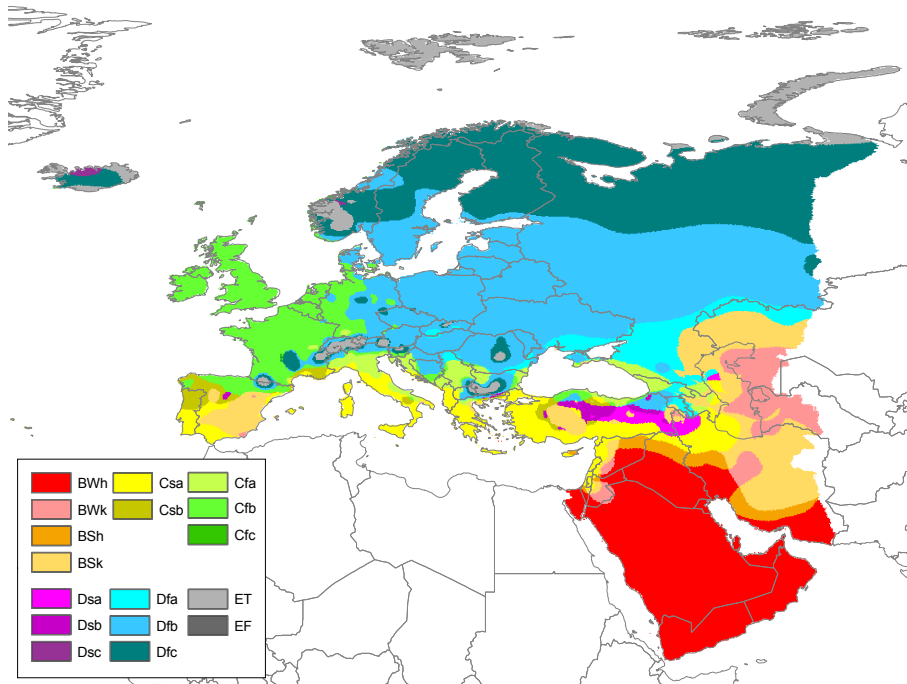 BWh Csa Cfa
BWk Csb Cfb
BSh Cfc
BSk
Dsa Dfa ET
Dsb Dfb EF
Dsc Dfc